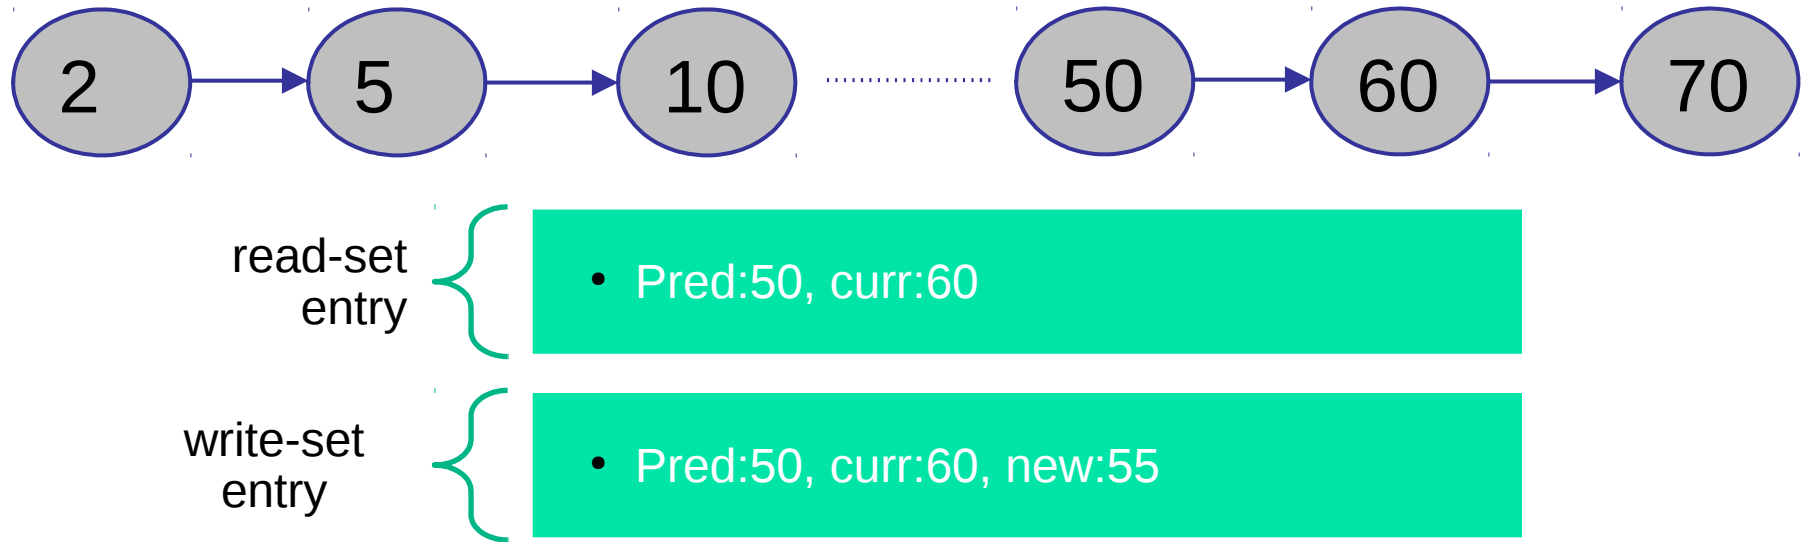 2 5 10 50 60 70
read-set
entry
• Pred:50, curr:60
write-set
entry
• Pred:50, curr:60, new:55